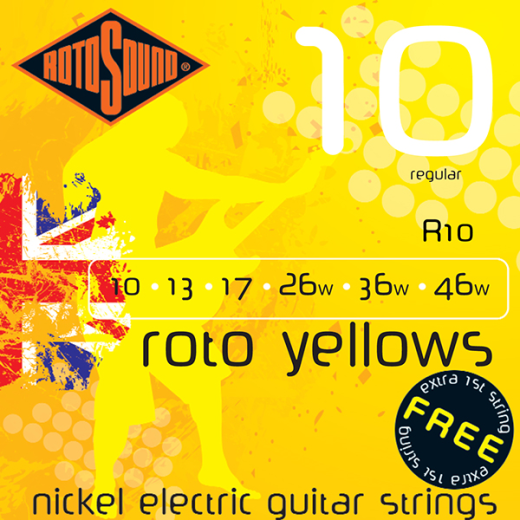 ROTOSOUND®
10
regular
R10
10 • 13 • 17 • 26w • 36w • 46w
roto yellows
extra 1st string
FREE
extra 1st string
nickel electric guitar strings